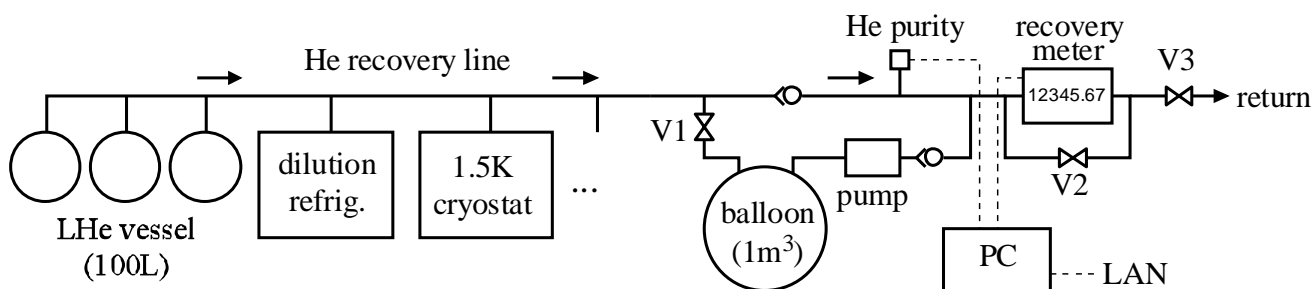 He recovery line
He purity
recovery
meter
12345.67
V3
return
V1
V2
dilution
refrig.
1.5K
cryostat
...
pump
balloon
(1m³)
LHe vessel
(100L)
PC
LAN